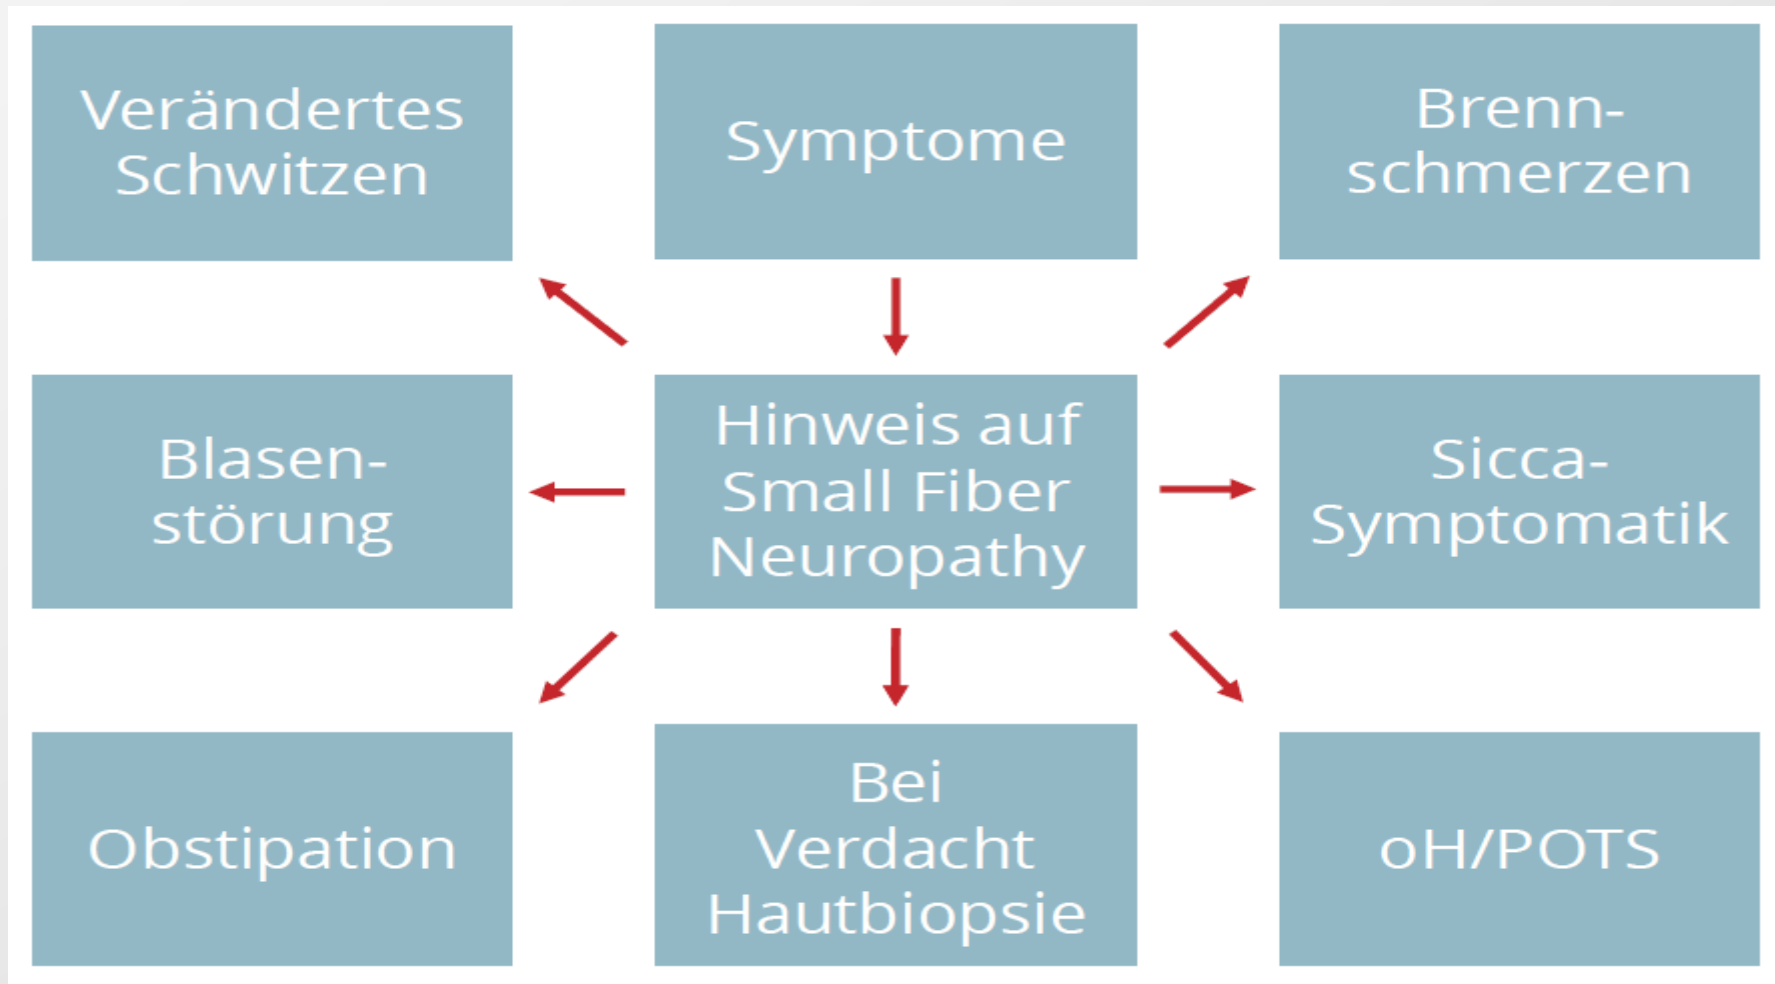 Verändertes
Schwitzen
Symptome
Brenn-
schmerzen
Blasen-
störung
Hinweis auf
Small Fiber
Neuropathy
Sicca-
Symptomatik
Obstipation
Bei
Verdacht
Hautbiopsie
oH/POTS